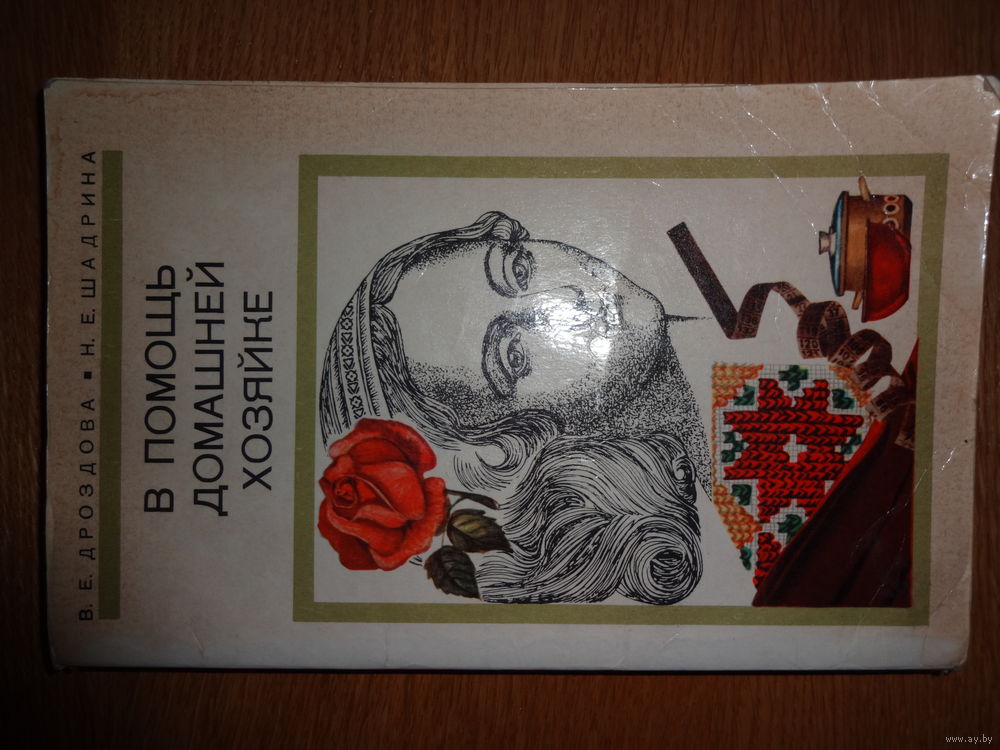 В. Е. ДРОЗДОВА ▪ Н. Е. ШАДРИНА
В ПОМОЩЬ
ДОМАШНЕЙ
ХОЗЯЙКЕ
www.ay.by